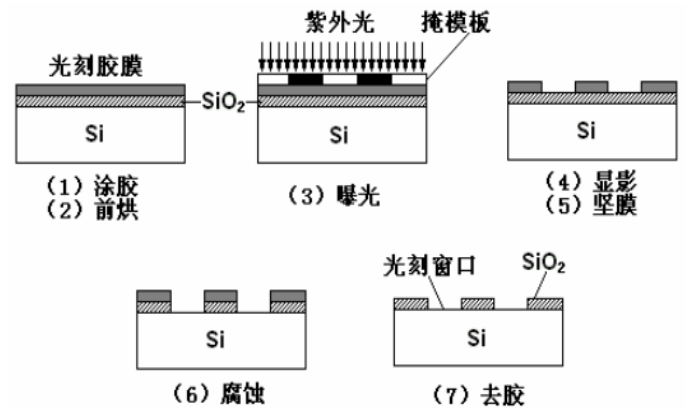 紫外光
掩模板
光刻胶膜
SiO₂
Si
Si
Si
(1) 涂胶
(2) 前烘
(3) 曝光
(4) 显影
(5) 坚膜
光刻窗口
SiO₂
Si
Si
(6) 腐蚀
(7) 去胶